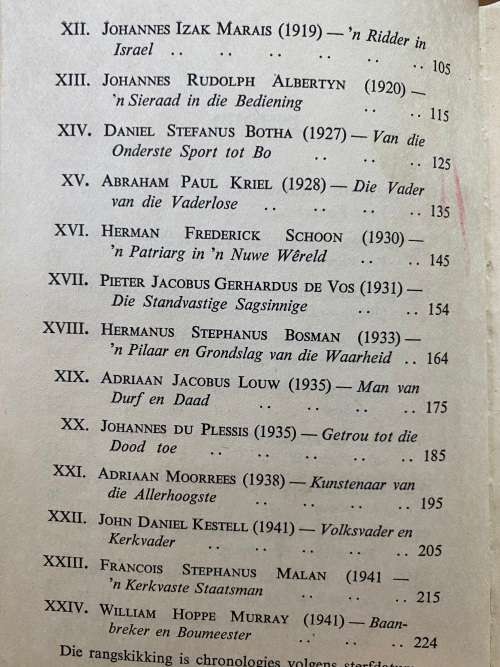 XII. JOHANNES IZAK MARAIS (1919) — 'n Ridder in
Israel .. .. .. .. .. .. 105
XIII. JOHANNES RUDOLPH ALBERTYN (1920) —
'n Sieraad in die Bediening .. .. .. 115
XIV. DANIEL STEFANUS BOTHA (1927) — Van die
Onderste Sport tot Bo .. .. .. 125
XV. ABRAHAM PAUL KRIEL (1928) — Die Vader
van die Vaderlose .. .. .. .. 135
XVI. HERMAN FREDERICK SCHOON (1930) —
'n Patriarg in 'n Nuwe Wêreld .. .. .. 145
XVII. PIETER JACOBUS GERHARDUS DE VOS (1931) —
Die Standvastige Sagsinnige .. .. 154
XVIII. HERMANUS STEPHANUS BOSMAN (1933) —
'n Pilaar en Grondslag van die Waarheid .. 164
XIX. ADRIAAN JACOBUS LOUW (1935) — Man van
Durf en Daad .. .. .. .. 175
XX. JOHANNES DU PLESSIS (1935) — Getrou tot die
Dood toe .. .. .. .. .. 185
XXI. ADRIAAN MOORREES (1938) — Kunstenaar van
die Allerhoogste .. .. .. .. 195
XXII. JOHN DANIEL KESTELL (1941) — Volksvader en
Kerkvader .. .. .. .. .. 205
XXIII. FRANCOIS STEPHANUS MALAN (1941 —
'n Kerkvaste Staatsman .. .. .. 215
XXIV. WILLIAM HOPPE MURRAY (1941) — Baan-
breker en Boumeester .. .. .. 224
Die rangskikking is chronologies volgens sterfdatum